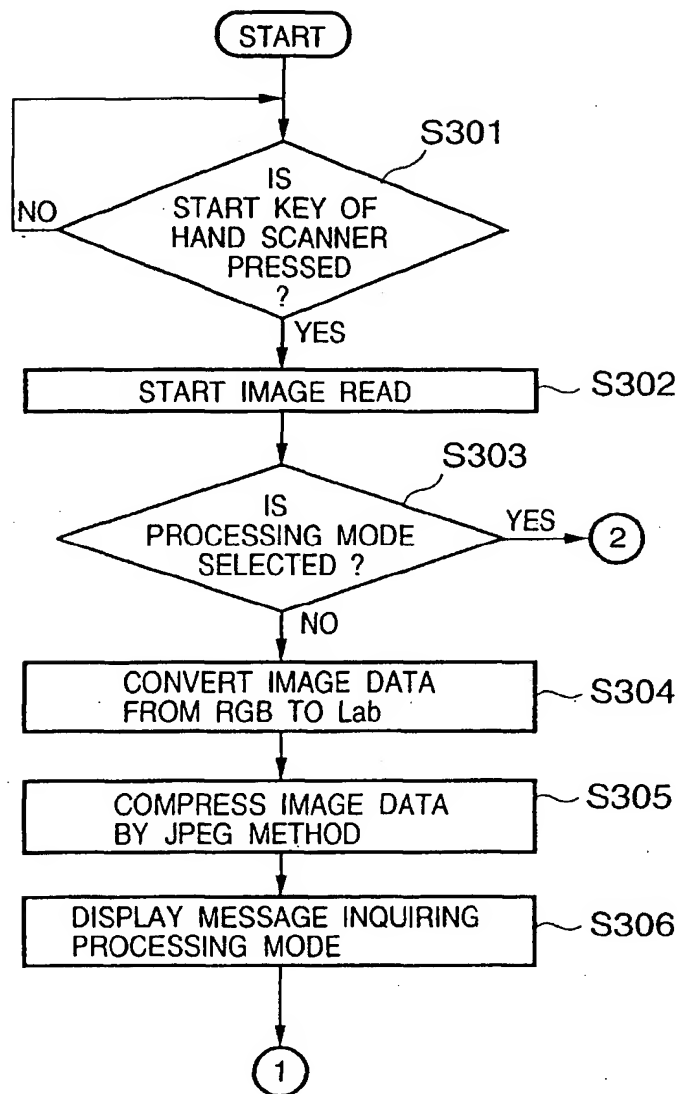 START
S301
IS
START KEY OF
HAND SCANNER
PRESSED
?
NO
YES
START IMAGE READ
S302
S303
IS
PROCESSING MODE
SELECTED ?
YES
2
NO
CONVERT IMAGE DATA
FROM RGB TO Lab
S304
COMPRESS IMAGE DATA
BY JPEG METHOD
S305
DISPLAY MESSAGE INQUIRING
PROCESSING MODE
S306
1